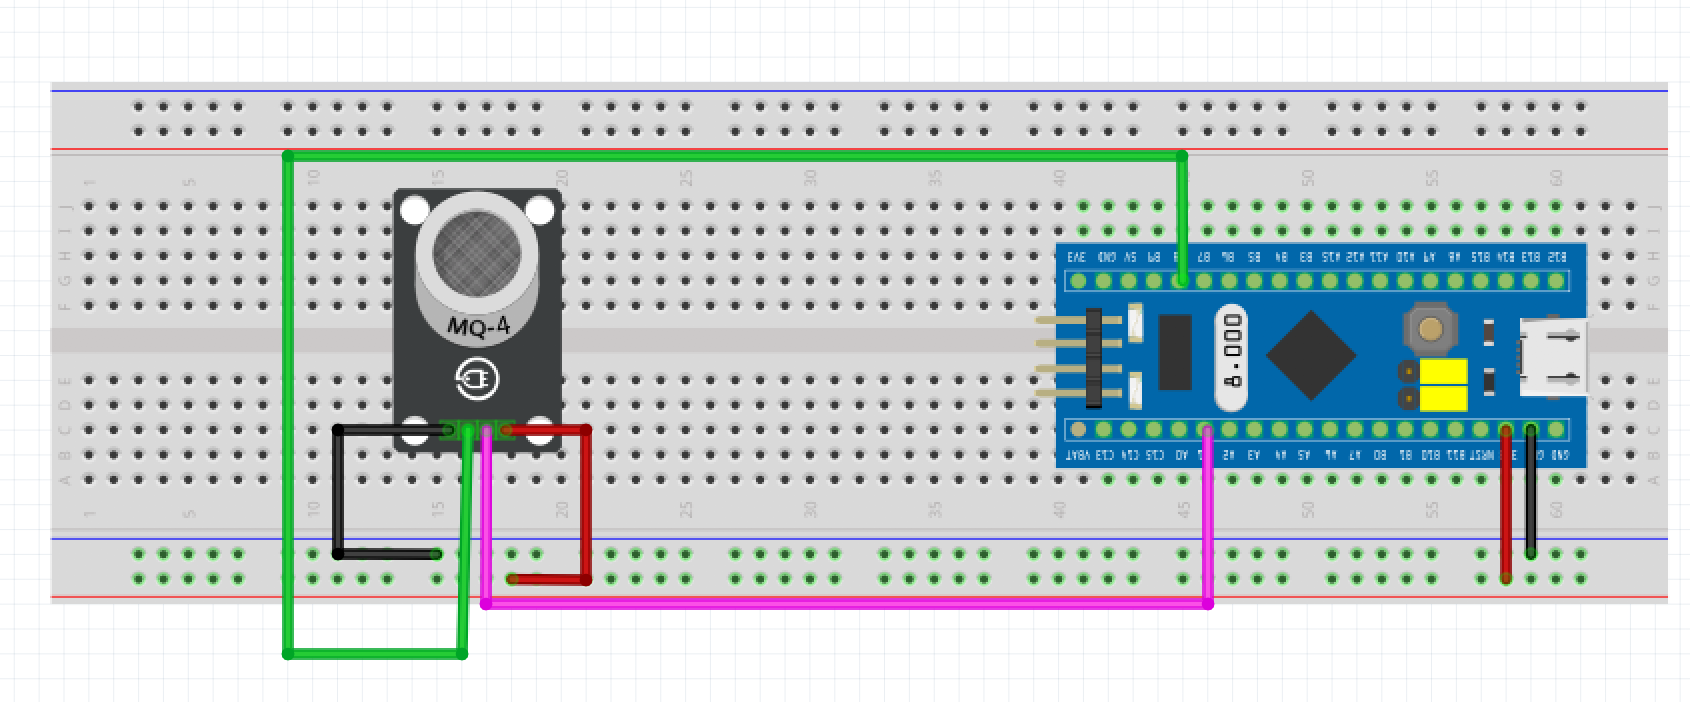 1 5 10 15 20 25 30 35 40 45 50 55 60
J J
I I
H H
G G
F F
3V3 GND 5V B9 B8 B7 B6 B5 B4 B3 A15 A12 A11 A10 A9 A8 B15 B14 B13 B12
MQ-4
8.000
E E
D D
C C
B B
A A
VBAT C13 C14 C15 A0 A2 A3 A4 A5 A6 A7 B0 B1 B10 B11 NRST GND
1 5 10 15 20 25 30 35 40 45 50 55 60